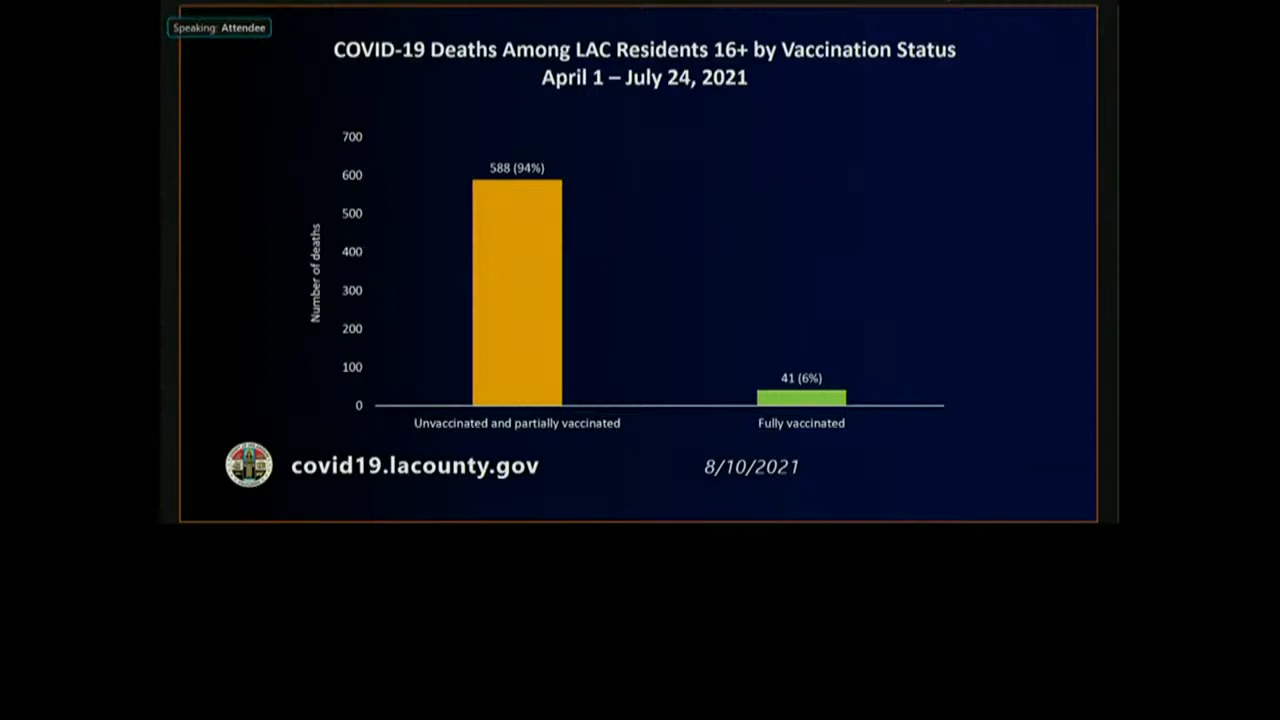 Speaking: Attendee
COVID-19 Deaths Among LAC Residents 16+ by Vaccination Status
April 1 – July 24, 2021
700
600
500
400
300
200
100
0
Number of deaths
588 (94%)
41 (6%)
Unvaccinated and partially vaccinated
Fully vaccinated
covid19.lacounty.gov
8/10/2021